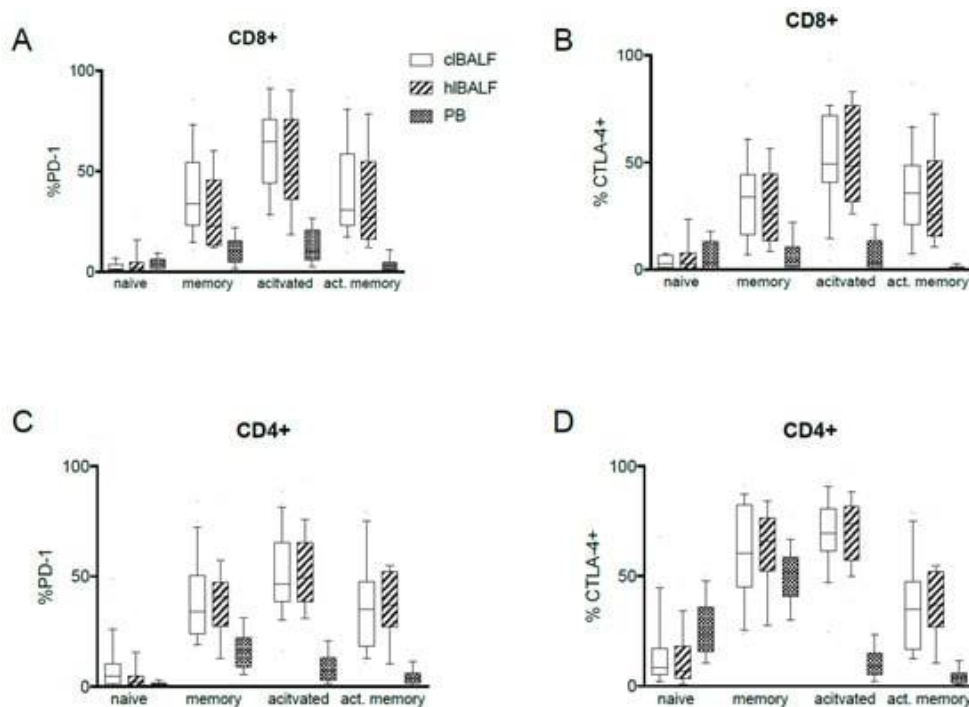 A
CD8+
%PD-1
100
50
0
naive memory acitvated act. memory
clBALF
hlBALF
PB
B
CD8+
% CTLA-4+
100
50
0
naive memory acitvated act. memory
C
CD4+
%PD-1
100
50
0
naive memory acitvated act. memory
D
CD4+
% CTLA-4+
100
50
0
naive memory acitvated act. memory